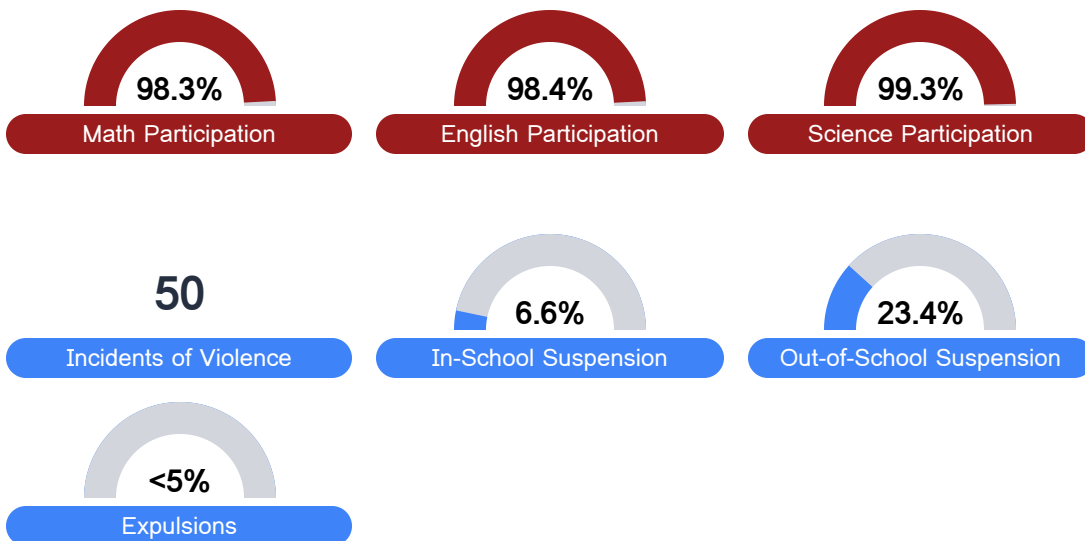 98.3%
Math Participation
98.4%
English Participation
99.3%
Science Participation
50
Incidents of Violence
6.6%
In-School Suspension
23.4%
Out-of-School Suspension
<5%
Expulsions